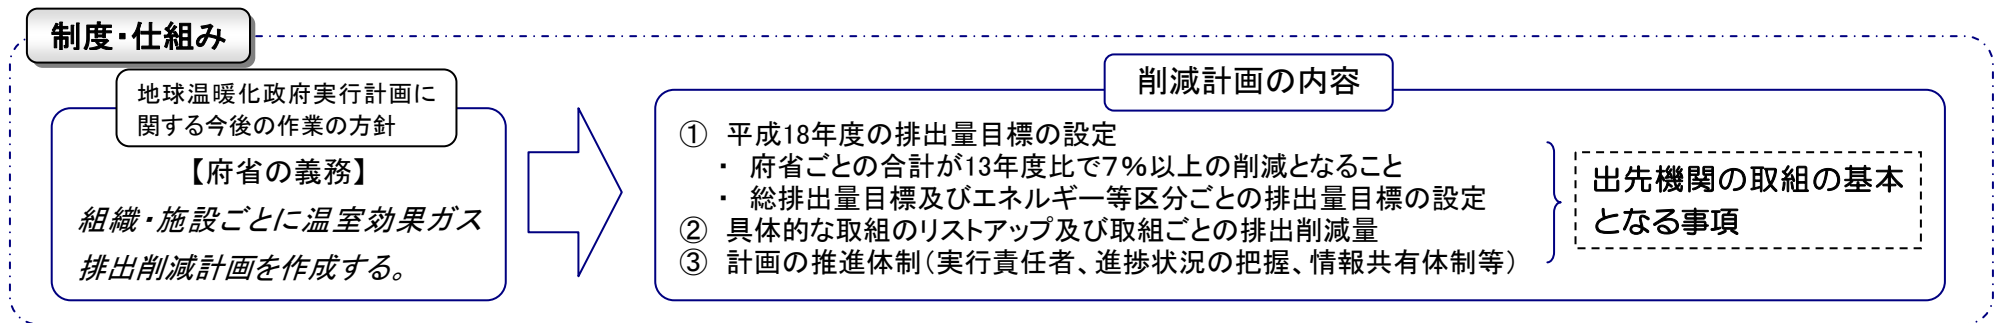 制度・仕組み
地球温暖化政府実行計画に
関する今後の作業の方針
【府省の義務】
組織・施設ごとに温室効果ガス
排出削減計画を作成する。
削減計画の内容
① 平成18年度の排出量目標の設定
・ 府省ごとの合計が13年度比で7%以上の削減となること
・ 総排出量目標及びエネルギー等区分ごとの排出量目標の設定
② 具体的な取組のリストアップ及び取組ごとの排出削減量
③ 計画の推進体制(実行責任者、進捗状況の把握、情報共有体制等)
出先機関の取組の基本
となる事項